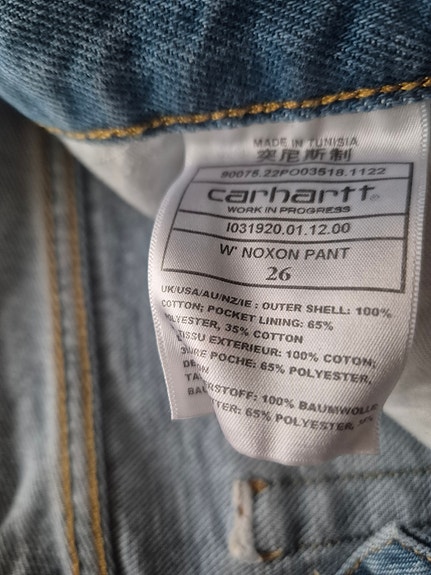 MADE IN TUNISIA
突尼斯制
90075.22PO03518.1122
carhartt®
WORK IN PROGRESS
I031920.01.12.00
W' NOXON PANT
26
UK/USA/AU/NZ/IE : OUTER SHELL: 100%
COTTON; POCKET LINING: 65%
POLYESTER, 35% COTTON
TISSU EXTERIEUR: 100% COTON;
POCHE: 65% POLYESTER,
100% BAUMWOLLE
65% POLYESTER,